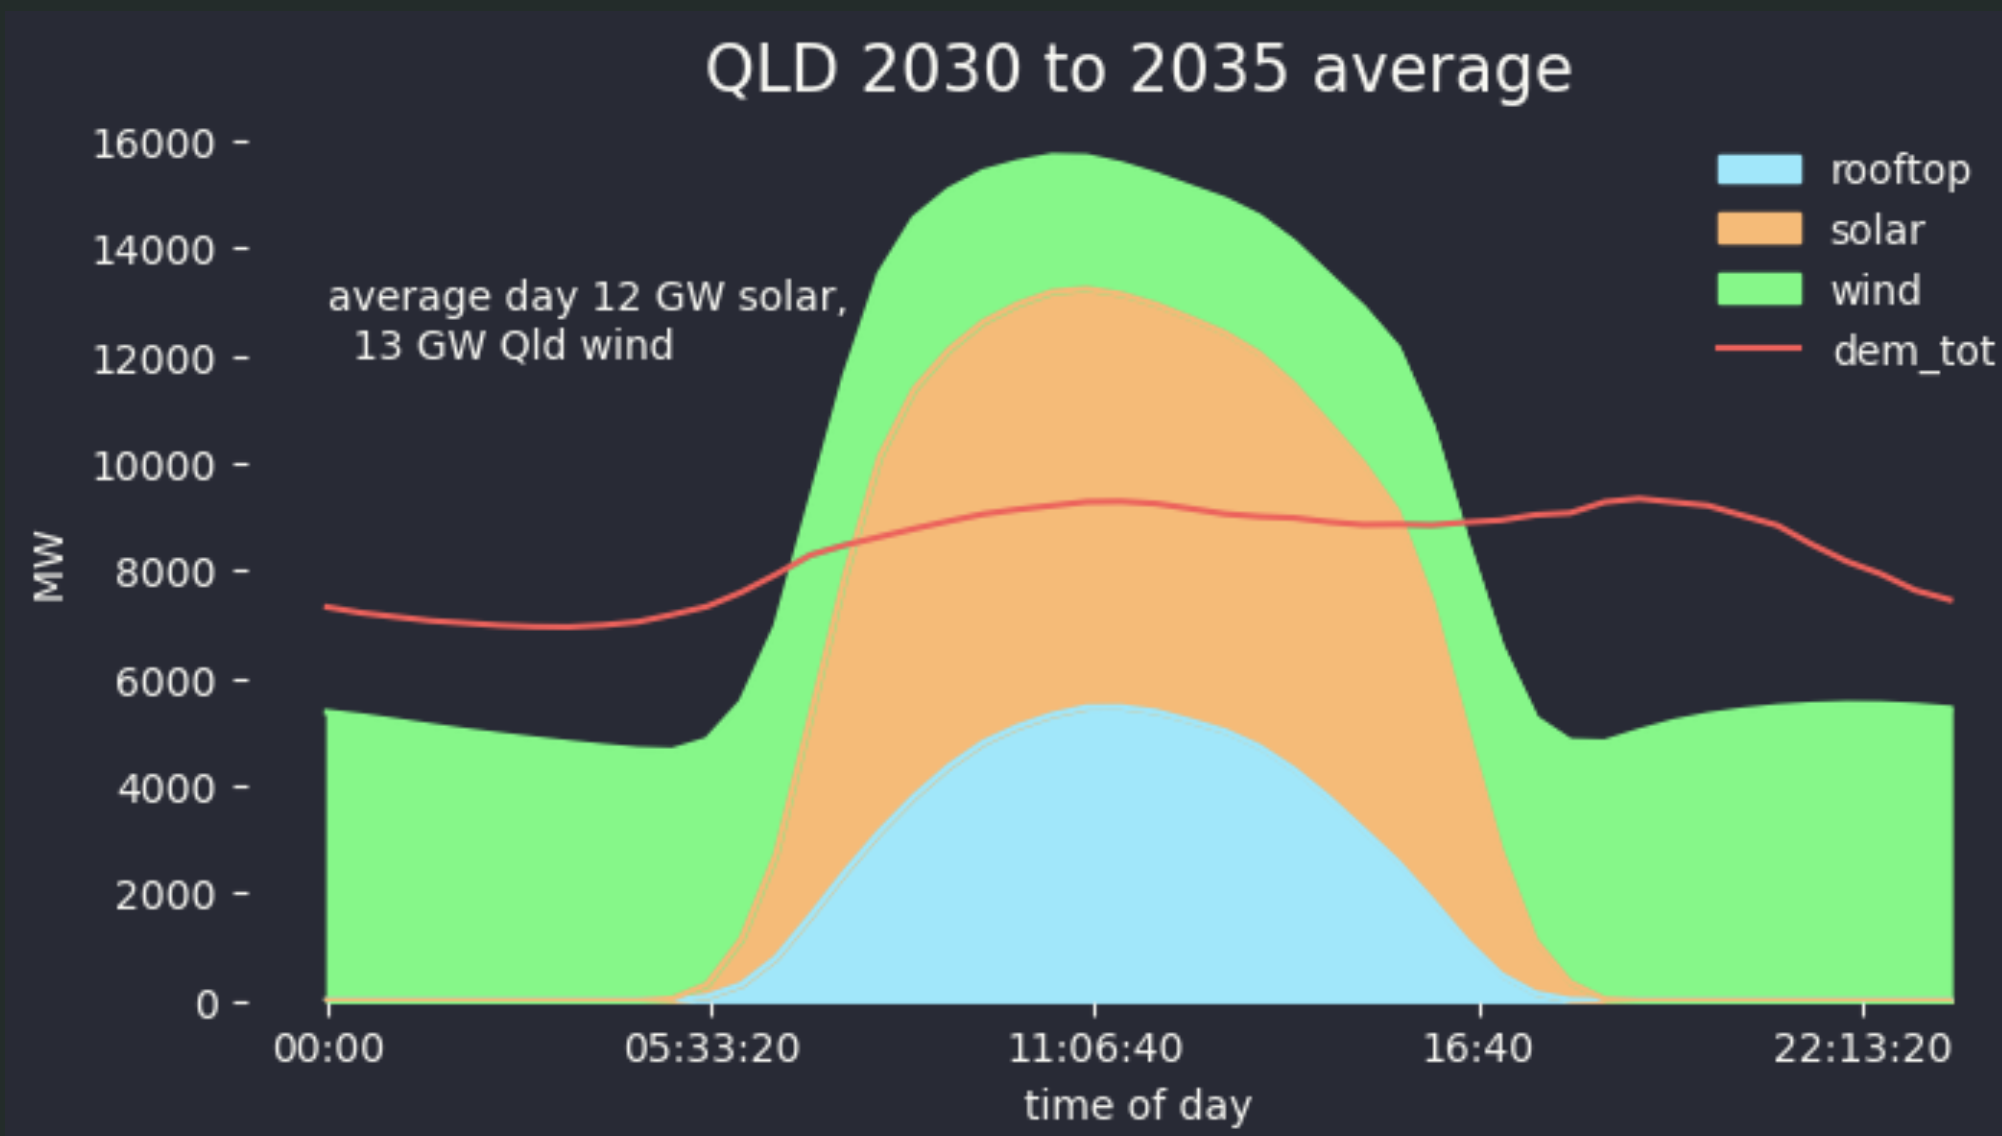 QLD 2030 to 2035 average
16000
14000
12000
10000
8000
6000
4000
2000
0
MW
average day 12 GW solar,
13 GW Qld wind
rooftop
solar
wind
dem_tot
00:00 05:33:20 11:06:40 16:40 22:13:20
time of day